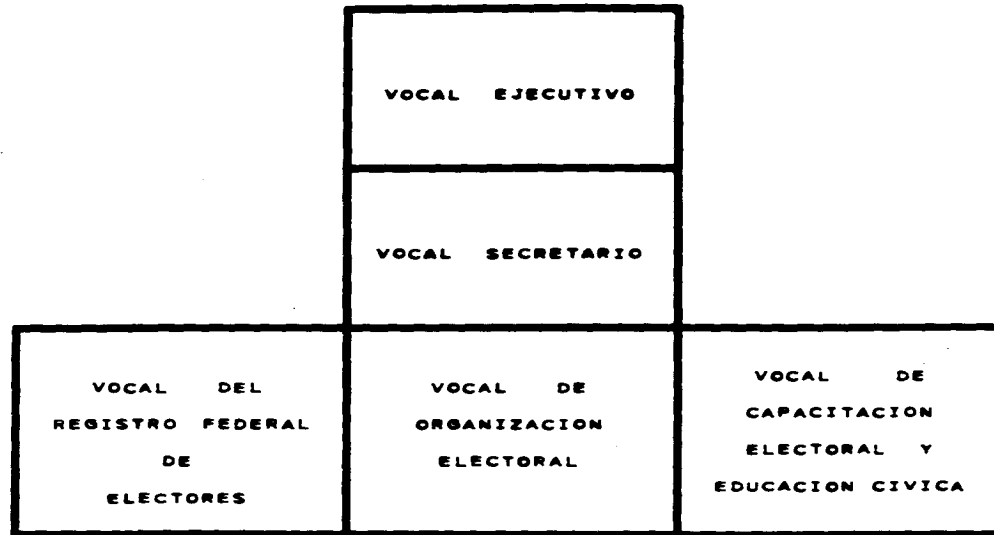 VOCAL EJECUTIVO
VOCAL SECRETARIO
VOCAL DEL
REGISTRO FEDERAL
DE
ELECTORES
VOCAL DE
ORGANIZACION
ELECTORAL
VOCAL DE
CAPACITACION
ELECTORAL Y
EDUCACION CIVICA